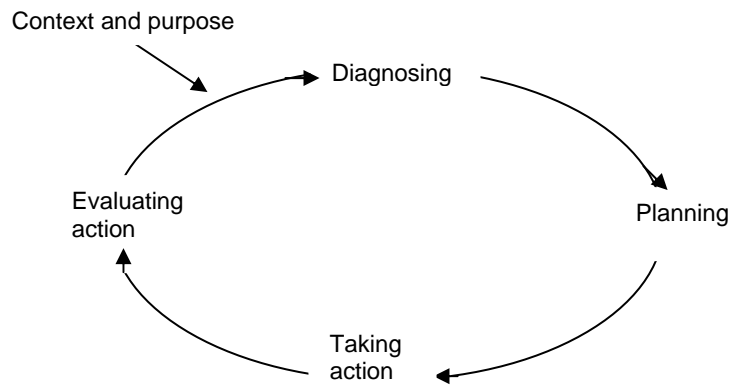 Context and purpose
Diagnosing
Evaluating
action
Planning
Taking
action